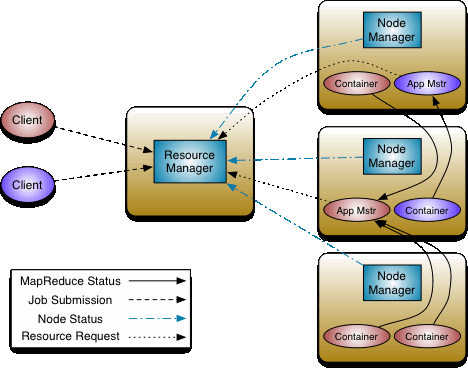 Node
Manager
Container
App Mstr
Client
Resource
Manager
Client
Node
Manager
App Mstr
Container
Node
Manager
Container
Container
MapReduce Status
Job Submission
Node Status
Resource Request